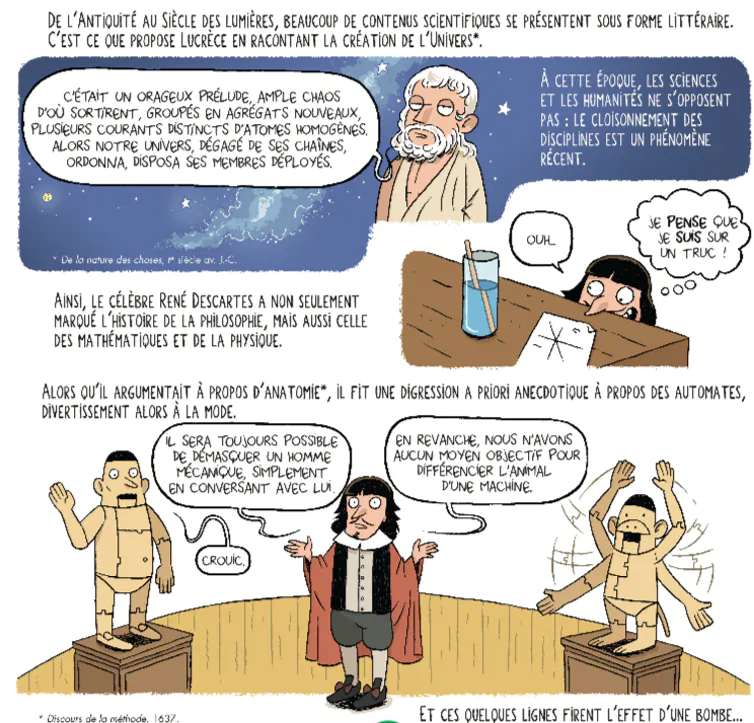 De l'Antiquité au Siècle des lumières, beaucoup de contenus scientifiques se présentent sous forme littéraire.
C'est ce que propose Lucrèce en racontant la création de l'Univers*.
C'était un orageux prélude, ample chaos
d'où sortirent, groupés en agrégats nouveaux,
plusieurs courants distincts d'atomes homogènes.
Alors notre univers, dégagé de ses chaînes,
ordonna, disposa ses membres déployés.
À cette époque, les sciences
et les humanités ne s'opposent
pas : le cloisonnement des
disciplines est un phénomène
récent.
* De la nature des choses, Ier siècle av. J.-C.
Ouh...
Je pense que
je suis sur
un truc !
Ainsi, le célèbre René Descartes a non seulement
marqué l'histoire de la philosophie, mais aussi celle
des mathématiques et de la physique.
Alors qu'il argumentait à propos d'anatomie*, il fit une digression a priori anecdotique à propos des automates,
divertissement alors à la mode.
Il sera toujours possible
de démasquer un homme
mécanique, simplement
en conversant avec lui.
En revanche, nous n'avons
aucun moyen objectif pour
différencier l'animal
d'une machine.
Crouic.
* Discours de la méthode, 1637.
Et ces quelques lignes firent l'effet d'une bombe...